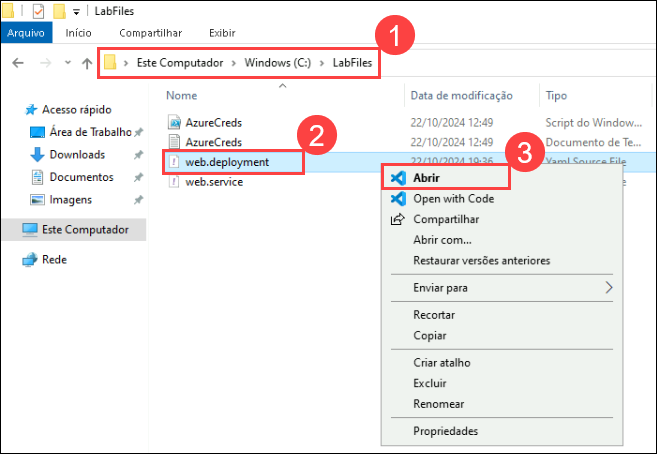 LabFiles
Arquivo Início Compartilhar Exibir
1
Este Computador Windows (C:) LabFiles
Nome Data de modificação Tipo
Acesso rápido
Área de Trabalho
Downloads
Documentos
Imagens
Este Computador
Rede
AzureCreds 22/10/2024 12:49 Script do Window...
AzureCreds 22/10/2024 12:49 Documento de Te...
2
web.deployment 22/10/2024 19:36 Yaml Source File
web.service
3
Abrir
Open with Code
Compartilhar
Abrir com...
Restaurar versões anteriores
Enviar para
Recortar
Copiar
Criar atalho
Excluir
Renomear
Propriedades